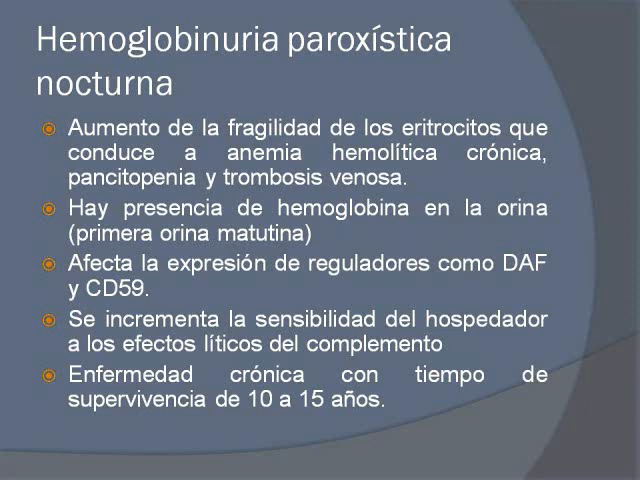 Hemoglobinuria paroxística
nocturna
Aumento de la fragilidad de los eritrocitos que
conduce a anemia hemolítica crónica,
pancitopenia y trombosis venosa.
Hay presencia de hemoglobina en la orina
(primera orina matutina)
Afecta la expresión de reguladores como DAF
y CD59.
Se incrementa la sensibilidad del hospedador
a los efectos líticos del complemento
Enfermedad crónica con tiempo de
supervivencia de 10 a 15 años.